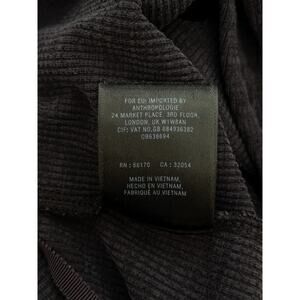 FOR EU: IMPORTED BY
ANTHROPOLOGIE
24 MARKET PLACE, 3RD FLOOR,
LONDON, UK W1W8AN
CIF: VAT NO.GB 684936382
OB638694
RN : 66170 CA : 32054
MADE IN VIETNAM,
HECHO EN VIETNAM,
FABRIQUÉ AU VIETNAM